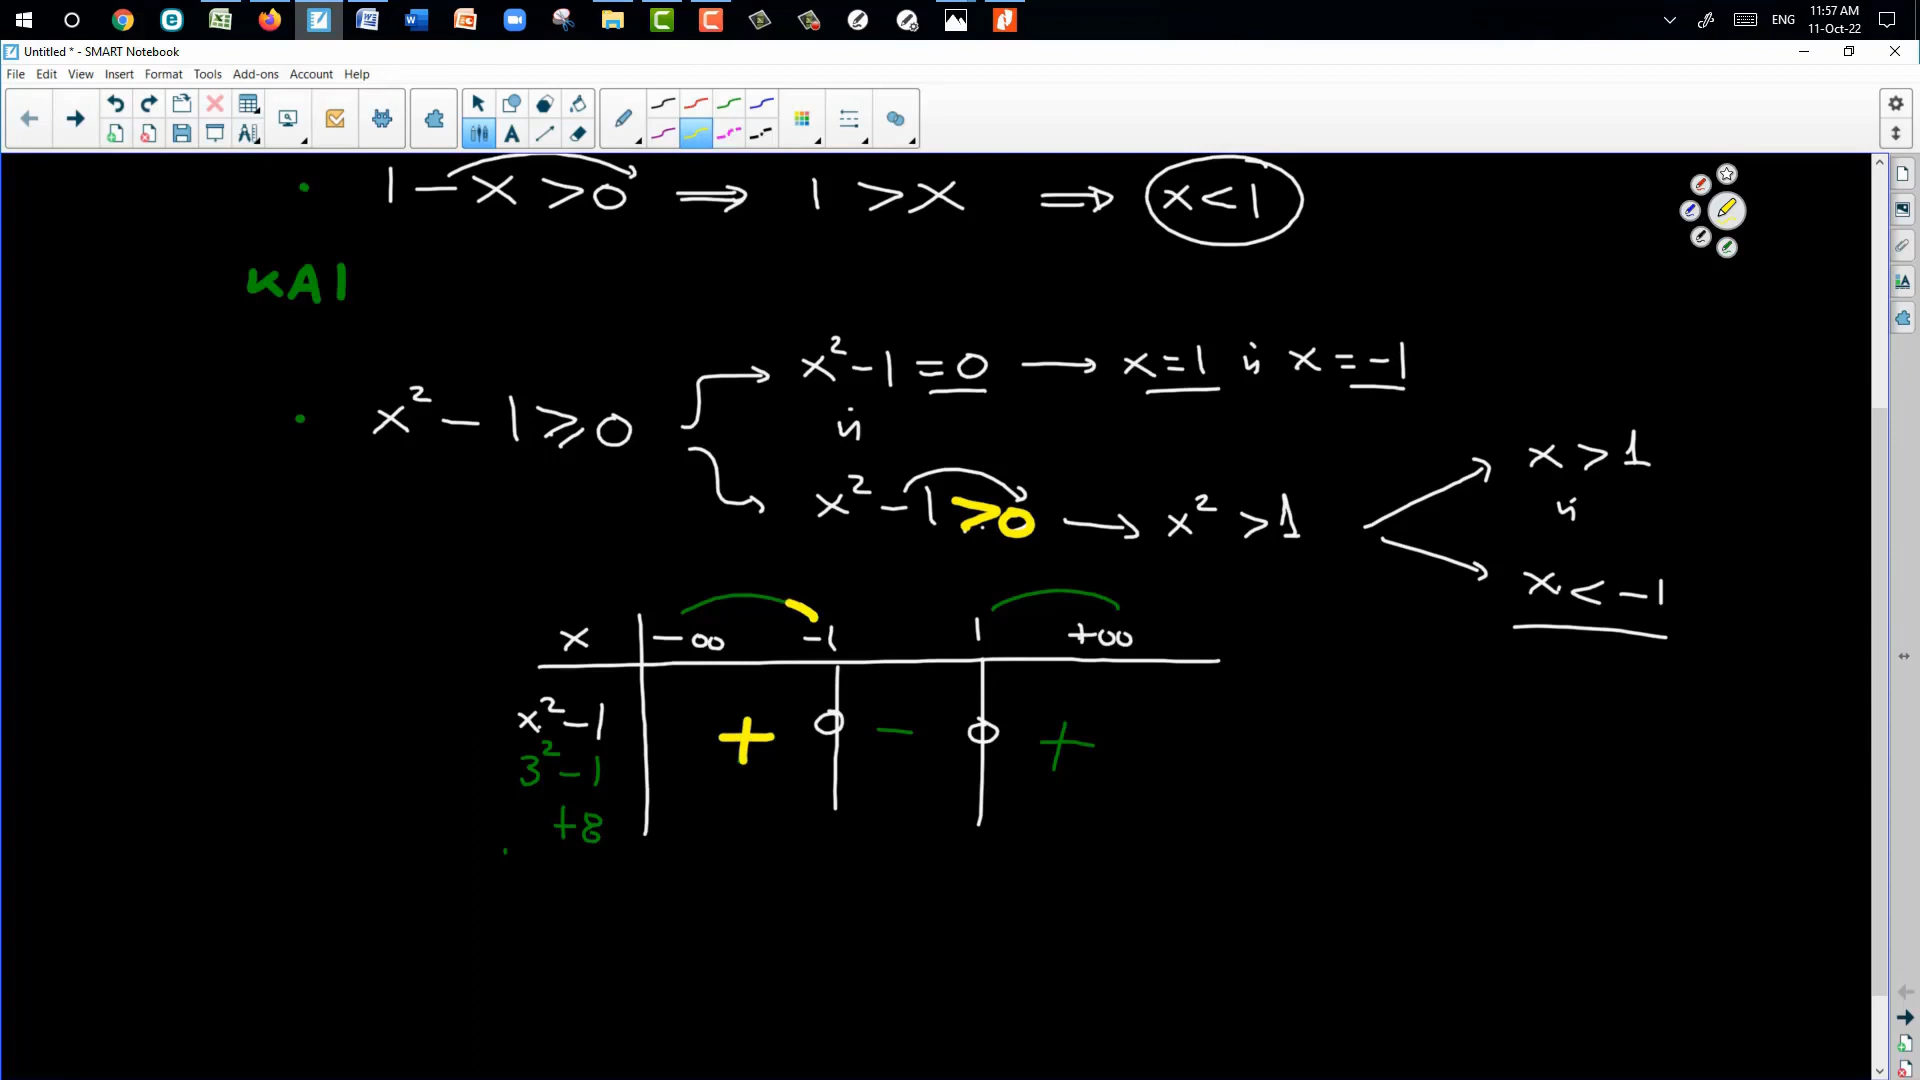 11:57 AM
ENG
11-Oct-22
Untitled * - SMART Notebook
File Edit View Insert Format Tools Add-ons Account Help
• 1 - x > 0 ⟹ 1 > x ⟹ x < 1
ΚΑΙ
x² - 1 = 0 → x = 1 ή x = -1
• x² - 1 ⩾ 0
ή
x² - 1 > 0 → x² > 1
x > 1
ή
x < -1
x -∞ -1 1 +∞
x² - 1 + 0 - 0 +
3² - 1
+8